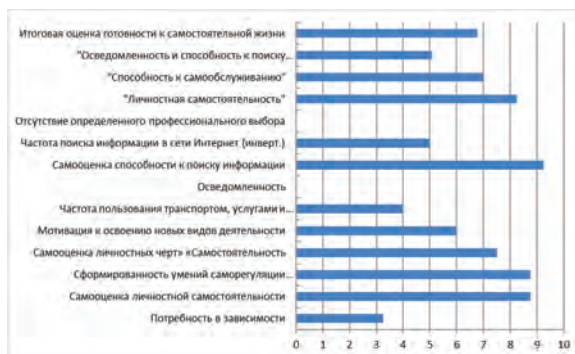 Итоговая оценка готовности к самостоятельной жизни
"Осведомленность и способность к поиску...
"Способность к самообслуживанию"
"Личностная самостоятельность"
Отсутствие определенного профессионального выбора
Частота поиска информации в сети Интернет (инверт.)
Самооценка способности к поиску информации
Осведомленность
Частота пользования транспортом, услугами и...
Мотивация к освоению новых видов деятельности
Самооценка личностных черт» «Самостоятельность
Сформированность умений саморегуляции...
Самооценка личностной самостоятельности
Потребность в зависимости
0 1 2 3 4 5 6 7 8 9 10